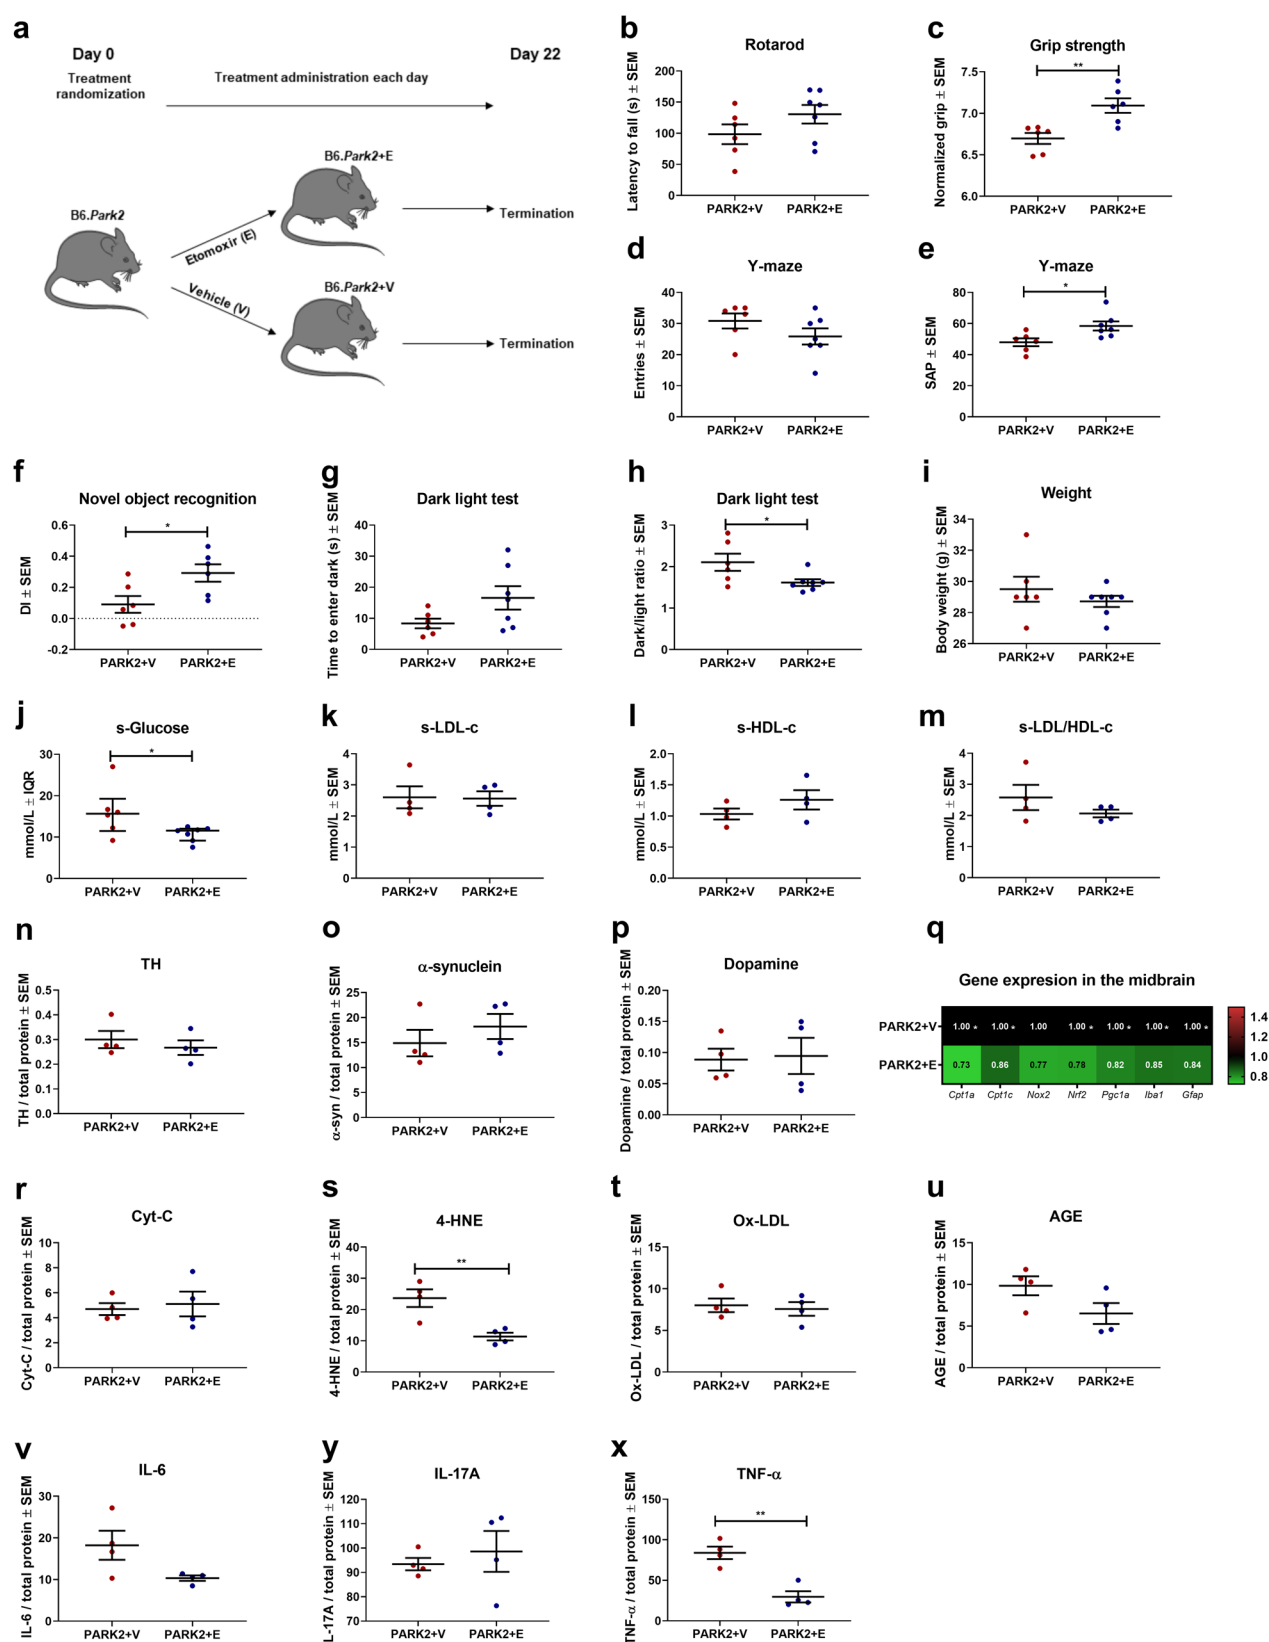 a
Day 0
Day 22
Treatment
randomization
Treatment administration each day
B6.Park2+E
B6.Park2
Etomoxir (E)
Termination
Vehicle (V)
B6.Park2+V
Termination
b
Rotarod
Latency to fall (s) ± SEM
200
150
100
50
0
PARK2+V
PARK2+E
c
Grip strength
Normalized grip ± SEM
**
7.5
7.0
6.5
6.0
PARK2+V
PARK2+E
d
Y-maze
Entries ± SEM
40
30
20
10
0
PARK2+V
PARK2+E
e
Y-maze
SAP ± SEM
*
80
60
40
20
0
PARK2+V
PARK2+E
f
Novel object recognition
DI ± SEM
*
0.6
0.4
0.2
0.0
-0.2
PARK2+V
PARK2+E
g
Dark light test
Time to enter dark (s) ± SEM
40
30
20
10
0
PARK2+V
PARK2+E
h
Dark light test
Dark/light ratio ± SEM
*
3
2
1
0
PARK2+V
PARK2+E
i
Weight
Body weight (g) ± SEM
34
32
30
28
26
PARK2+V
PARK2+E
j
s-Glucose
mmol/L ± IQR
*
30
20
10
0
PARK2+V
PARK2+E
k
s-LDL-c
mmol/L ± SEM
4
3
2
1
0
PARK2+V
PARK2+E
l
s-HDL-c
mmol/L ± SEM
2.0
1.5
1.0
0.5
0.0
PARK2+V
PARK2+E
m
s-LDL/HDL-c
mmol/L ± SEM
4
3
2
1
0
PARK2+V
PARK2+E
n
TH
TH / total protein ± SEM
0.5
0.4
0.3
0.2
0.1
0.0
PARK2+V
PARK2+E
o
α-synuclein
α-syn / total protein ± SEM
25
20
15
10
5
0
PARK2+V
PARK2+E
p
Dopamine
Dopamine / total protein ± SEM
0.20
0.15
0.10
0.05
0.00
PARK2+V
PARK2+E
q
Gene expresion in the midbrain
PARK2+V
1.00 * 1.00 * 1.00 1.00 * 1.00 * 1.00 * 1.00 *
PARK2+E
0.73 0.86 0.77 0.78 0.82 0.85 0.84
Cpt1a Cpt1c Nox2 Nrf2 Pgc1a Iba1 Gfap
1.4
1.2
1.0
0.8
r
Cyt-C
Cyt-C / total protein ± SEM
10
8
6
4
2
0
PARK2+V
PARK2+E
s
4-HNE
4-HNE / total protein ± SEM
**
40
30
20
10
0
PARK2+V
PARK2+E
t
Ox-LDL
Ox-LDL / total protein ± SEM
15
10
5
0
PARK2+V
PARK2+E
u
AGE
AGE / total protein ± SEM
15
10
5
0
PARK2+V
PARK2+E
v
IL-6
IL-6 / total protein ± SEM
30
20
10
0
PARK2+V
PARK2+E
y
IL-17A
L-17A / total protein ± SEM
120
110
100
90
80
70
PARK2+V
PARK2+E
x
TNF-α
TNF-α / total protein ± SEM
**
150
100
50
0
PARK2+V
PARK2+E